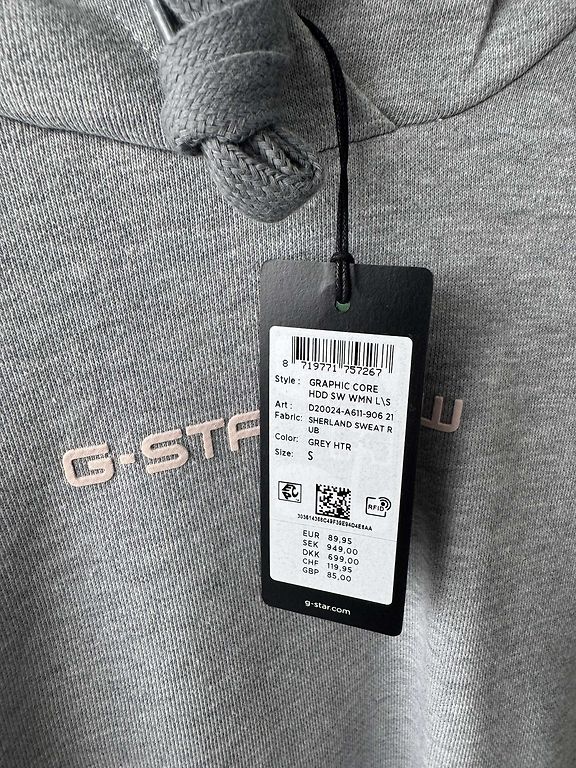 8 719771 757267
Style : GRAPHIC CORE
HDD SW WMN L\S
Art : D20024-A611-906 21
Fabric: SHERLAND SWEAT R
UB
Color: GREY HTR
Size: S
RFID
EUR 89,95
SEK 949,00
DKK 699,00
CHF 119,95
GBP 85,00
g-star.com
G-STAR
W